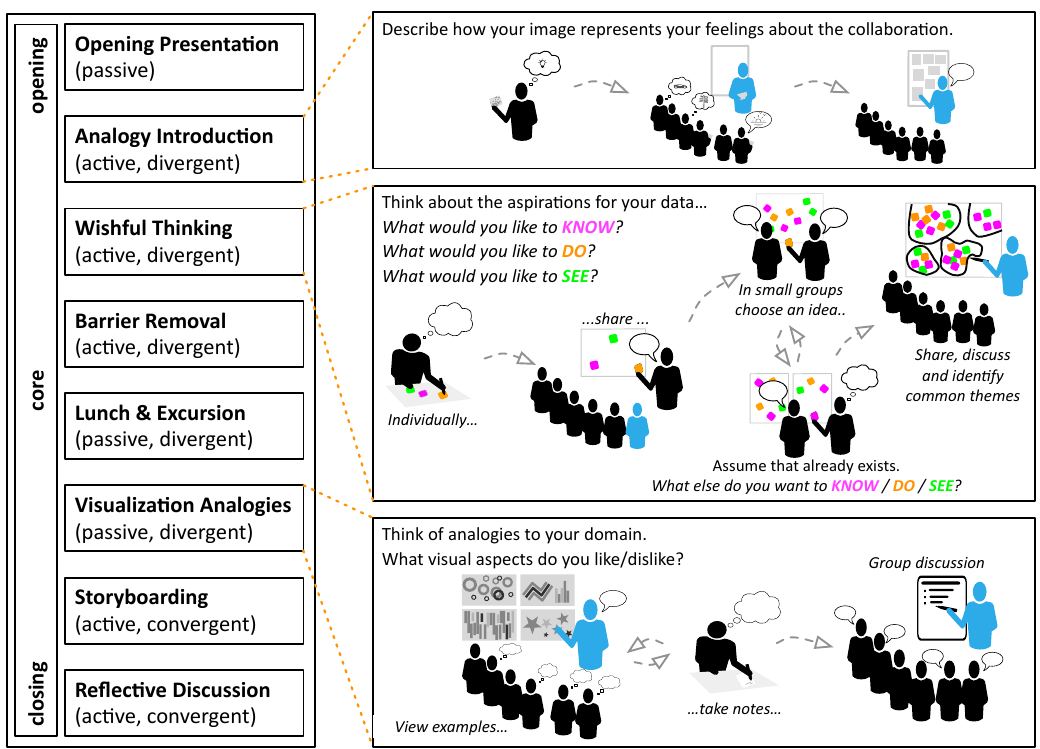 opening
core
closing
Opening Presentation
(passive)
Analogy Introduction
(active, divergent)
Wishful Thinking
(active, divergent)
Barrier Removal
(active, divergent)
Lunch & Excursion
(passive, divergent)
Visualization Analogies
(passive, divergent)
Storyboarding
(active, convergent)
Reflective Discussion
(active, convergent)
Describe how your image represents your feelings about the collaboration.
Think about the aspirations for your data...
What would you like to KNOW?
What would you like to DO?
What would you like to SEE?
Individually...
...share ...
In small groups
choose an idea..
Assume that already exists.
What else do you want to KNOW / DO / SEE?
Share, discuss
and identify
common themes
Think of analogies to your domain.
What visual aspects do you like/dislike?
View examples...
...take notes...
Group discussion